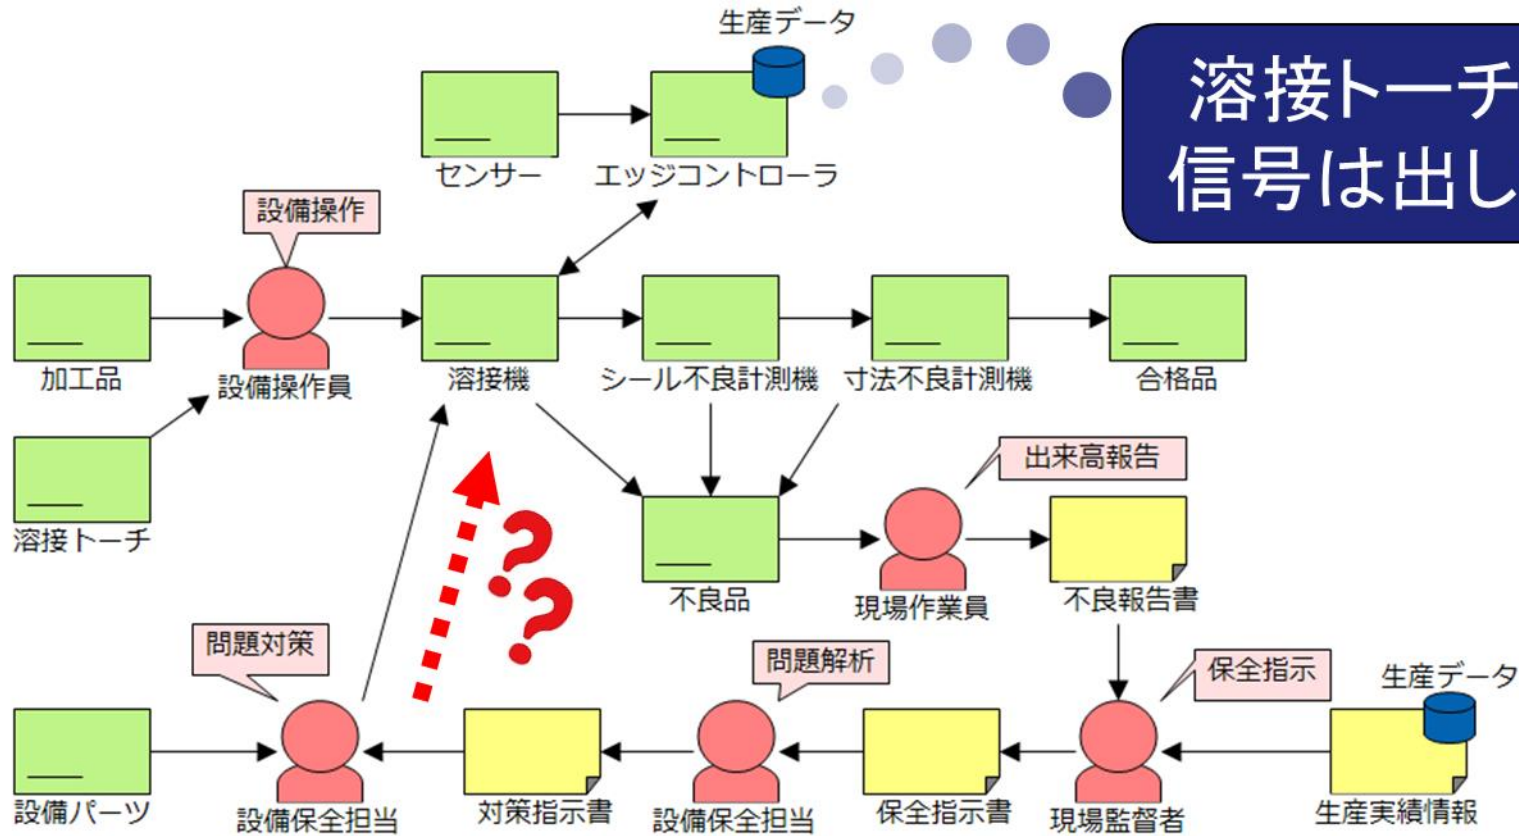 生産データ
溶接トーチ
信号は出し
センサー
エッジコントローラ
設備操作
加工品
設備操作員
溶接機
シール不良計測機
寸法不良計測機
合格品
溶接トーチ
出来高報告
不良品
現場作業員
不良報告書
??
問題対策
問題解析
保全指示
生産データ
設備パーツ
設備保全担当
対策指示書
設備保全担当
保全指示書
現場監督者
生産実績情報